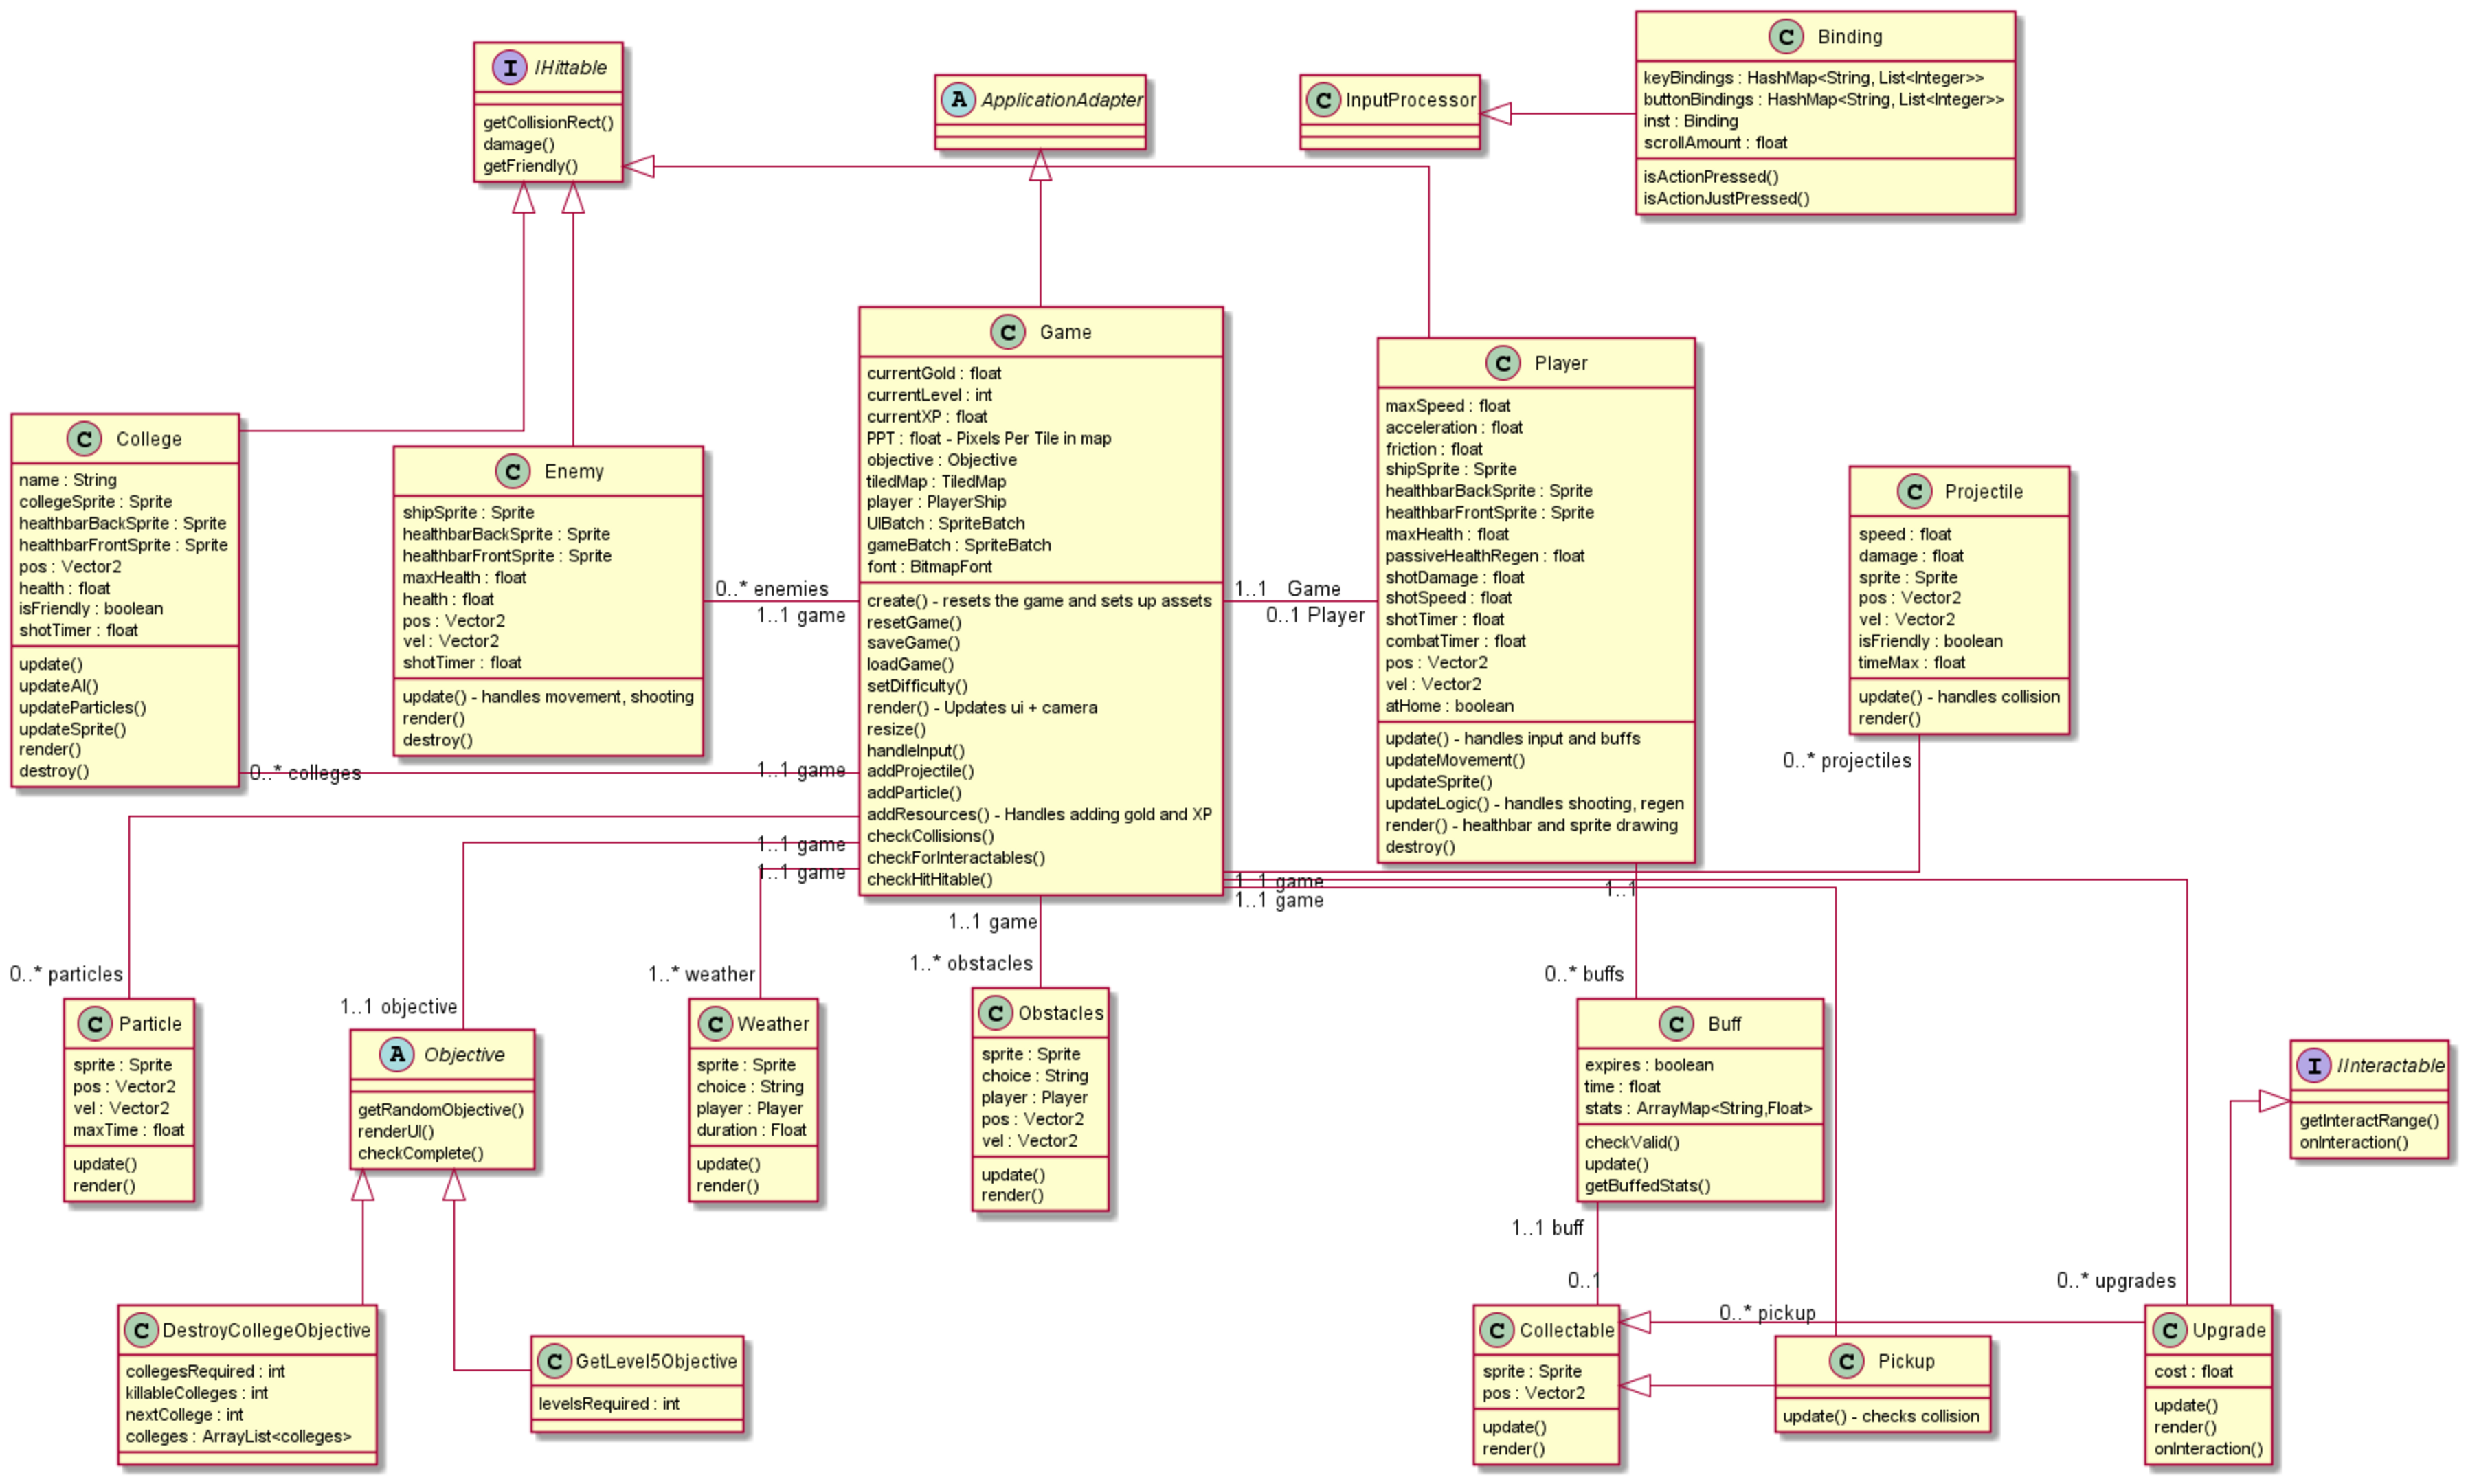 I IHittable
getCollisionRect()
damage()
getFriendly()
A ApplicationAdapter
C InputProcessor
C Binding
keyBindings : HashMap<String, List<Integer>>
buttonBindings : HashMap<String, List<Integer>>
inst : Binding
scrollAmount : float
isActionPressed()
isActionJustPressed()
C College
name : String
collegeSprite : Sprite
healthbarBackSprite : Sprite
healthbarFrontSprite : Sprite
pos : Vector2
health : float
isFriendly : boolean
shotTimer : float
update()
updateAI()
updateParticles()
updateSprite()
render()
destroy()
C Enemy
shipSprite : Sprite
healthbarBackSprite : Sprite
healthbarFrontSprite : Sprite
maxHealth : float
health : float
pos : Vector2
vel : Vector2
shotTimer : float
update() - handles movement, shooting
render()
destroy()
0..* enemies
1..1 game
0..* colleges
1..1 game
C Game
currentGold : float
currentLevel : int
currentXP : float
PPT : float - Pixels Per Tile in map
objective : Objective
tiledMap : TiledMap
player : PlayerShip
UIBatch : SpriteBatch
gameBatch : SpriteBatch
font : BitmapFont
create() - resets the game and sets up assets
resetGame()
saveGame()
loadGame()
setDifficulty()
render() - Updates ui + camera
resize()
handleInput()
addProjectile()
addParticle()
addResources() - Handles adding gold and XP
checkCollisions()
checkForInteractables()
checkHitHitable()
1..1 Game
0..1 Player
C Player
maxSpeed : float
acceleration : float
friction : float
shipSprite : Sprite
healthbarBackSprite : Sprite
healthbarFrontSprite : Sprite
maxHealth : float
passiveHealthRegen : float
shotDamage : float
shotSpeed : float
shotTimer : float
combatTimer : float
pos : Vector2
vel : Vector2
atHome : boolean
update() - handles input and buffs
updateMovement()
updateSprite()
updateLogic() - handles shooting, regen
render() - healthbar and sprite drawing
destroy()
C Projectile
speed : float
damage : float
sprite : Sprite
pos : Vector2
vel : Vector2
isFriendly : boolean
timeMax : float
update() - handles collision
render()
0..* projectiles
1..1 game
1..1 game
1..1 game
1..1 game
1..1
1..1 game
0..* particles
1..1 objective
1..* weather
1..* obstacles
0..* buffs
C Particle
sprite : Sprite
pos : Vector2
vel : Vector2
maxTime : float
update()
render()
A Objective
getRandomObjective()
renderUI()
checkComplete()
C Weather
sprite : Sprite
choice : String
player : Player
duration : Float
update()
render()
C Obstacles
sprite : Sprite
choice : String
player : Player
pos : Vector2
vel : Vector2
update()
render()
C Buff
expires : boolean
time : float
stats : ArrayMap<String,Float>
checkValid()
update()
getBuffedStats()
I IInteractable
getInteractRange()
onInteraction()
1..1 buff
0..1
0..* pickup
0..* upgrades
C DestroyCollegeObjective
collegesRequired : int
killableColleges : int
nextCollege : int
colleges : ArrayList<colleges>
C GetLevel5Objective
levelsRequired : int
C Collectable
sprite : Sprite
pos : Vector2
update()
render()
C Pickup
update() - checks collision
C Upgrade
cost : float
update()
render()
onInteraction()